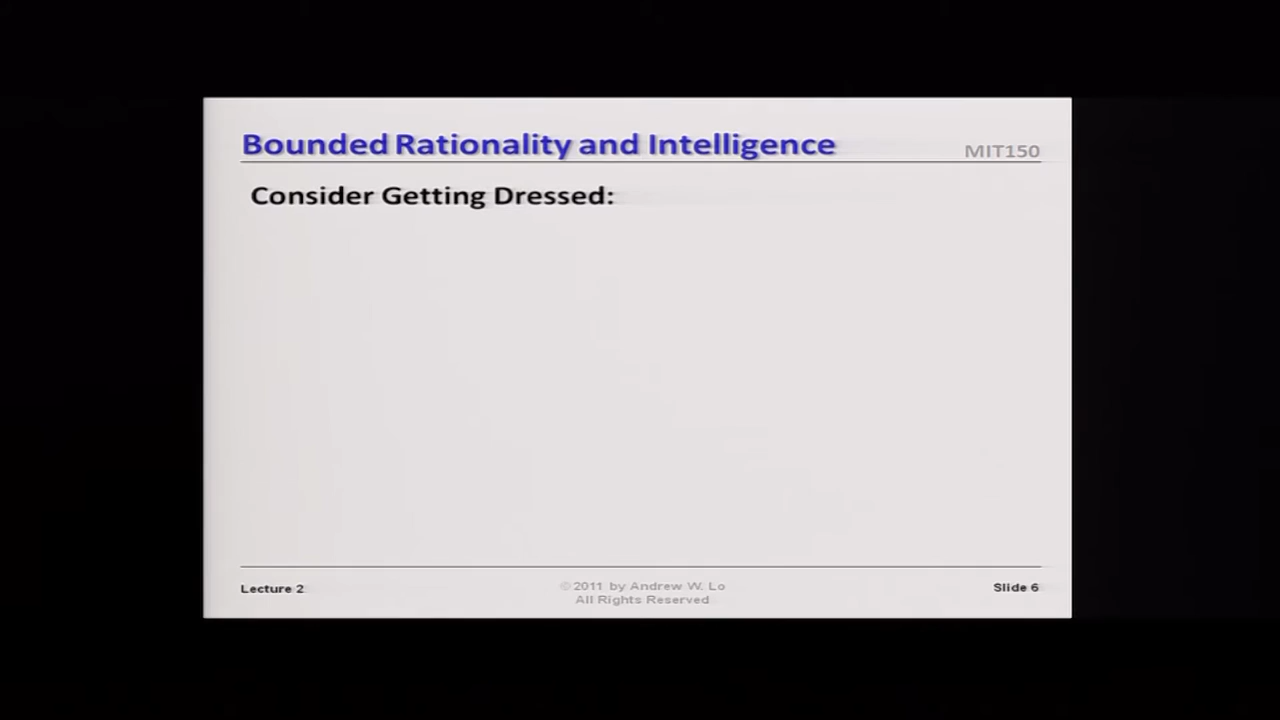 Bounded Rationality and Intelligence
MIT150
Consider Getting Dressed:
Lecture 2
©2011 by Andrew W. Lo
All Rights Reserved
Slide 6